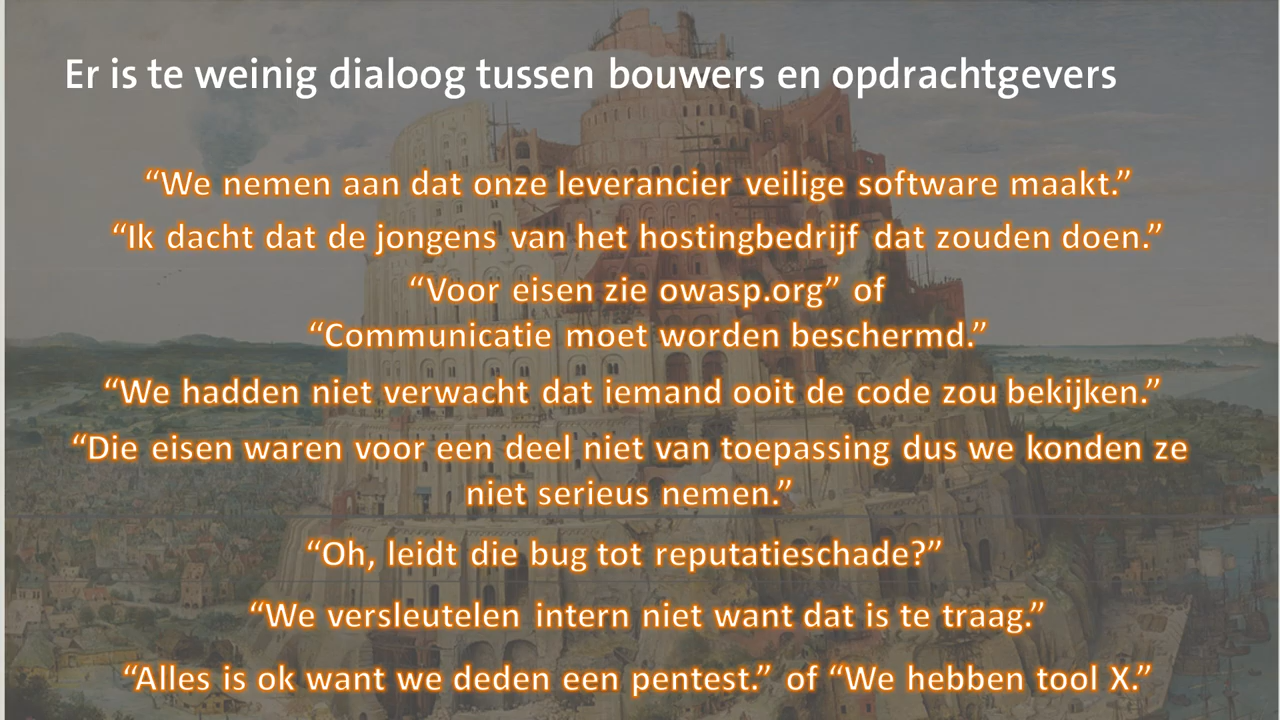 Er is te weinig dialoog tussen bouwers en opdrachtgevers
“We nemen aan dat onze leverancier veilige software maakt.”
“Ik dacht dat de jongens van het hostingbedrijf dat zouden doen.”
“Voor eisen zie owasp.org” of
“Communicatie moet worden beschermd.”
“We hadden niet verwacht dat iemand ooit de code zou bekijken.”
“Die eisen waren voor een deel niet van toepassing dus we konden ze
niet serieus nemen.”
“Oh, leidt die bug tot reputatieschade?”
“We versleutelen intern niet want dat is te traag.”
“Alles is ok want we deden een pentest.” of “We hebben tool X.”